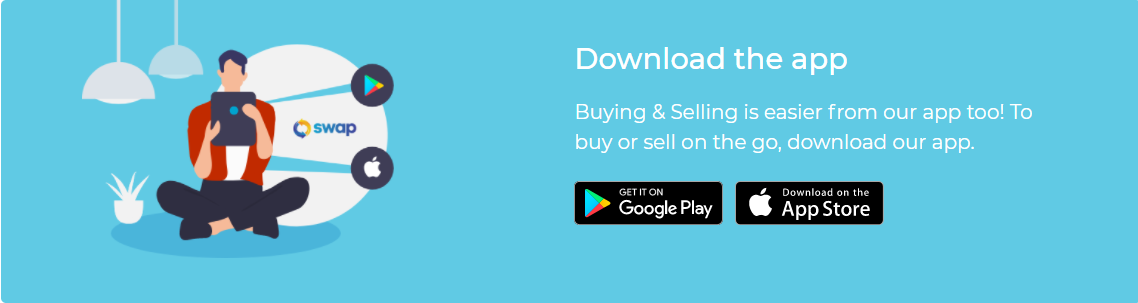 swap
Download the app
Buying & Selling is easier from our app too! To
buy or sell on the go, download our app.
GET IT ON
Google Play
Download on the
App Store